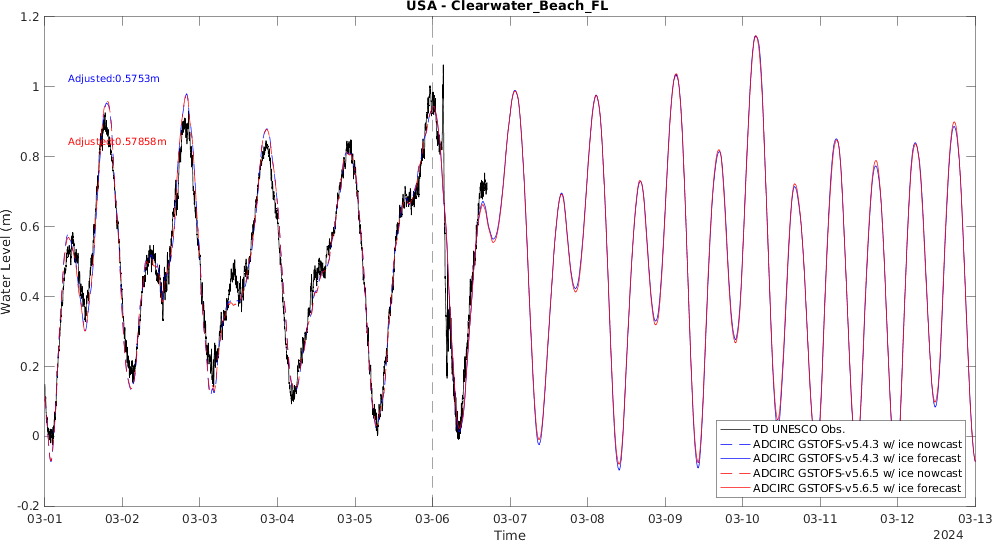 USA - Clearwater_Beach_FL
1.2
1
0.8
0.6
0.4
0.2
0
-0.2
Adjusted:0.5753m
Adjusted:0.57858m
Water Level (m)
TD UNESCO Obs.
ADCIRC GSTOFS-v5.4.3 w/ ice nowcast
ADCIRC GSTOFS-v5.4.3 w/ ice forecast
ADCIRC GSTOFS-v5.6.5 w/ ice nowcast
ADCIRC GSTOFS-v5.6.5 w/ ice forecast
03-01 03-02 03-03 03-04 03-05 03-06 03-07 03-08 03-09 03-10 03-11 03-12 03-13
Time
2024